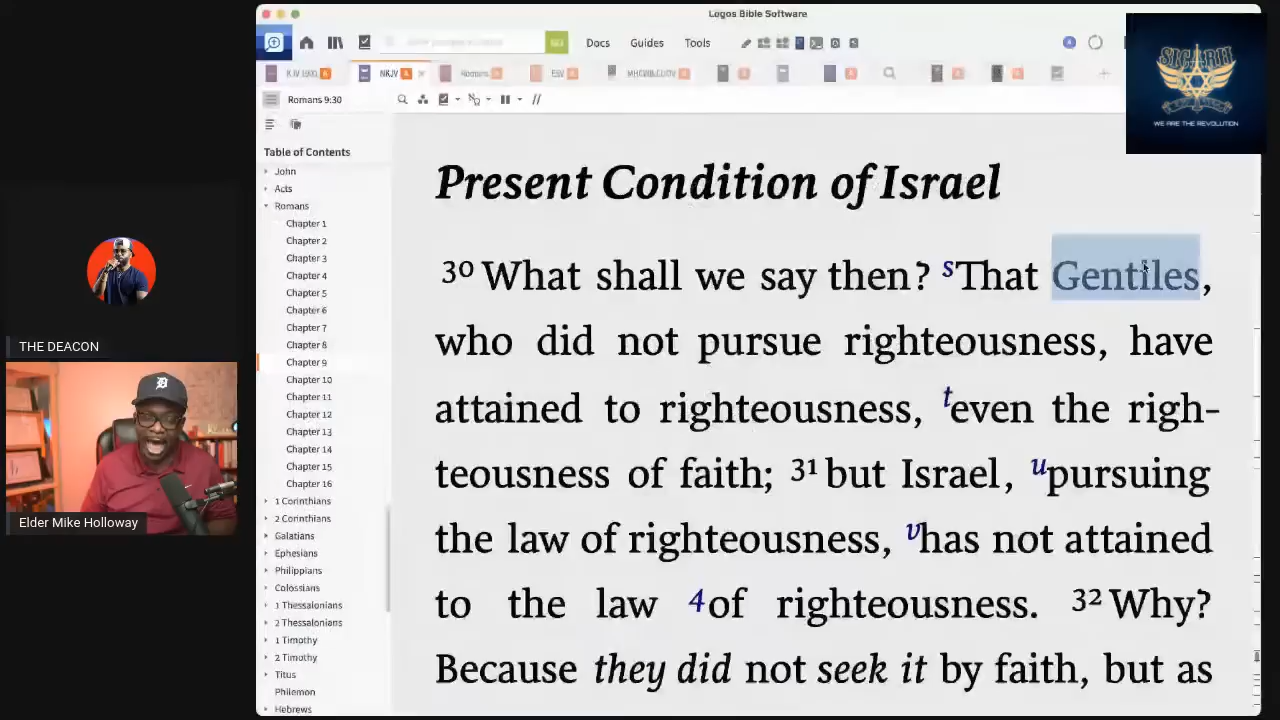 Logos Bible Software
Docs Guides Tools
NKJV Romans ESV
Romans 9:30
Table of Contents
John
Acts
Romans
Chapter 1
Chapter 2
Chapter 3
Chapter 4
Chapter 5
Chapter 6
Chapter 7
Chapter 8
Chapter 9
Chapter 10
Chapter 11
Chapter 12
Chapter 13
Chapter 14
Chapter 15
Chapter 16
1 Corinthians
2 Corinthians
Galatians
Ephesians
Philippians
Colossians
1 Thessalonians
2 Thessalonians
1 Timothy
2 Timothy
Titus
Philemon
Hebrews
Present Condition of Israel
30 What shall we say then? sThat Gentiles,
who did not pursue righteousness, have
attained to righteousness, teven the righ-
teousness of faith; 31 but Israel, upursuing
the law of righteousness, vhas not attained
to the law 4of righteousness. 32 Why?
Because they did not seek it by faith, but as
SICARII
WE ARE THE REVOLUTION
THE DEACON
D
Elder Mike Holloway